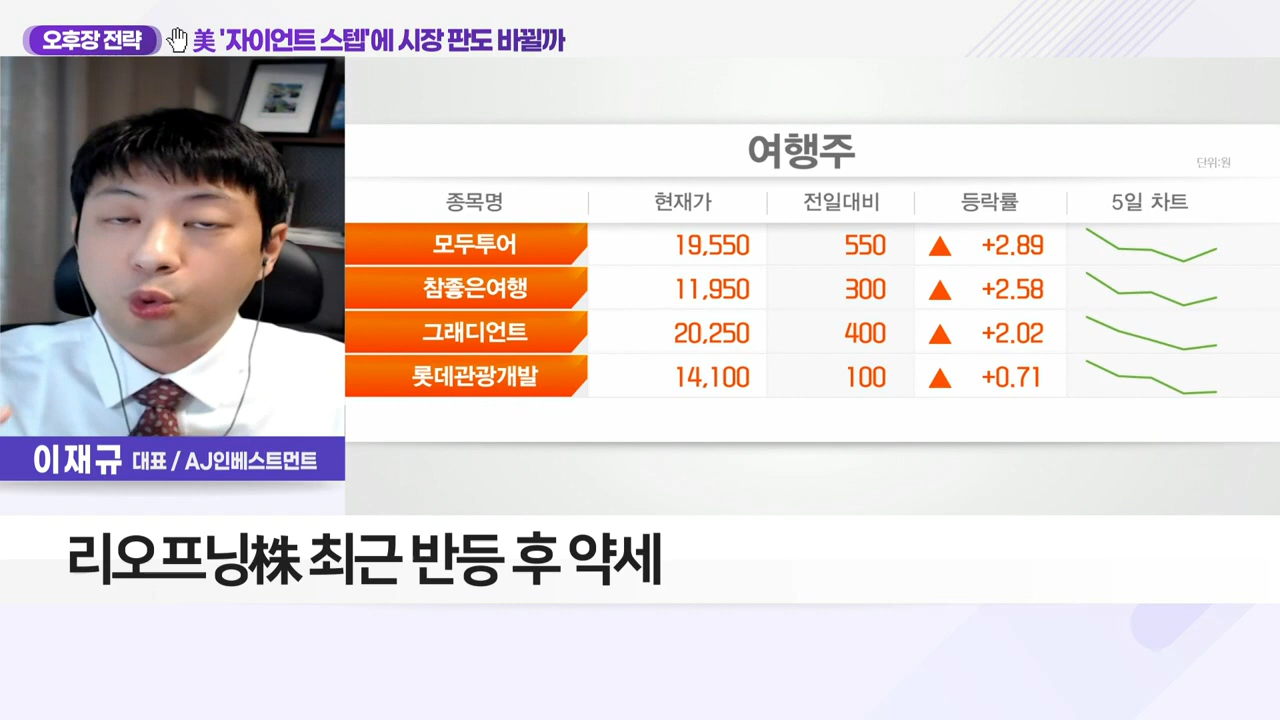 오후장 전략 美 '자이언트 스텝'에 시장 판도 바뀔까
여행주
단위:원
종목명 현재가 전일대비 등락률 5일 차트
모두투어 19,550 550 ▲ +2.89
참좋은여행 11,950 300 ▲ +2.58
그래디언트 20,250 400 ▲ +2.02
롯데관광개발 14,100 100 ▲ +0.71
이재규 대표 / AJ인베스트먼트
리오프닝株 최근 반등 후 약세